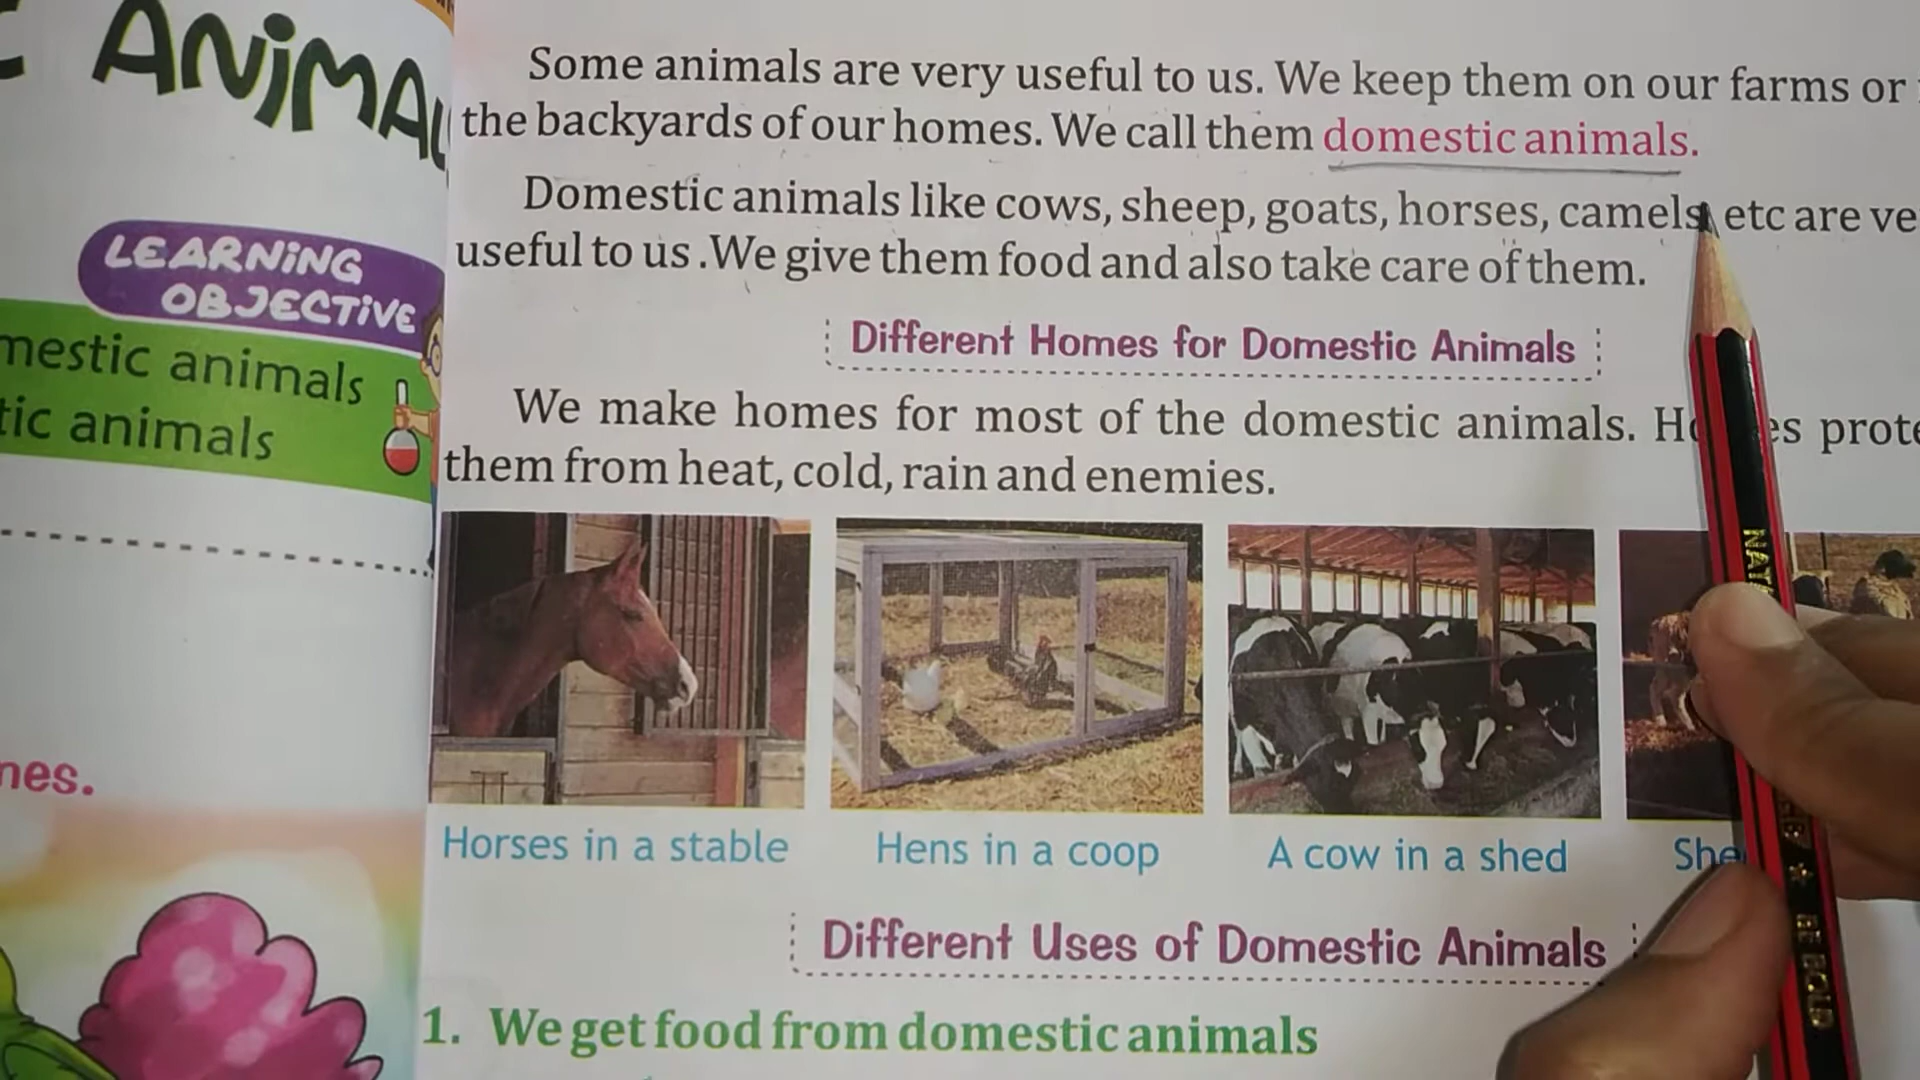 ANiMAL
LEARNiNG
OBJECTiVE
mestic animals
tic animals
nes.
Some animals are very useful to us. We keep them on our farms or
the backyards of our homes. We call them domestic animals.
Domestic animals like cows, sheep, goats, horses, camels, etc are ve
useful to us .We give them food and also take care of them.
Different Homes for Domestic Animals
We make homes for most of the domestic animals. prote
them from heat, cold, rain and enemies.
Horses in a stable
Hens in a coop
A cow in a shed
She
Different Uses of Domestic Animals
1. We get food from domestic animals
BE BOLD